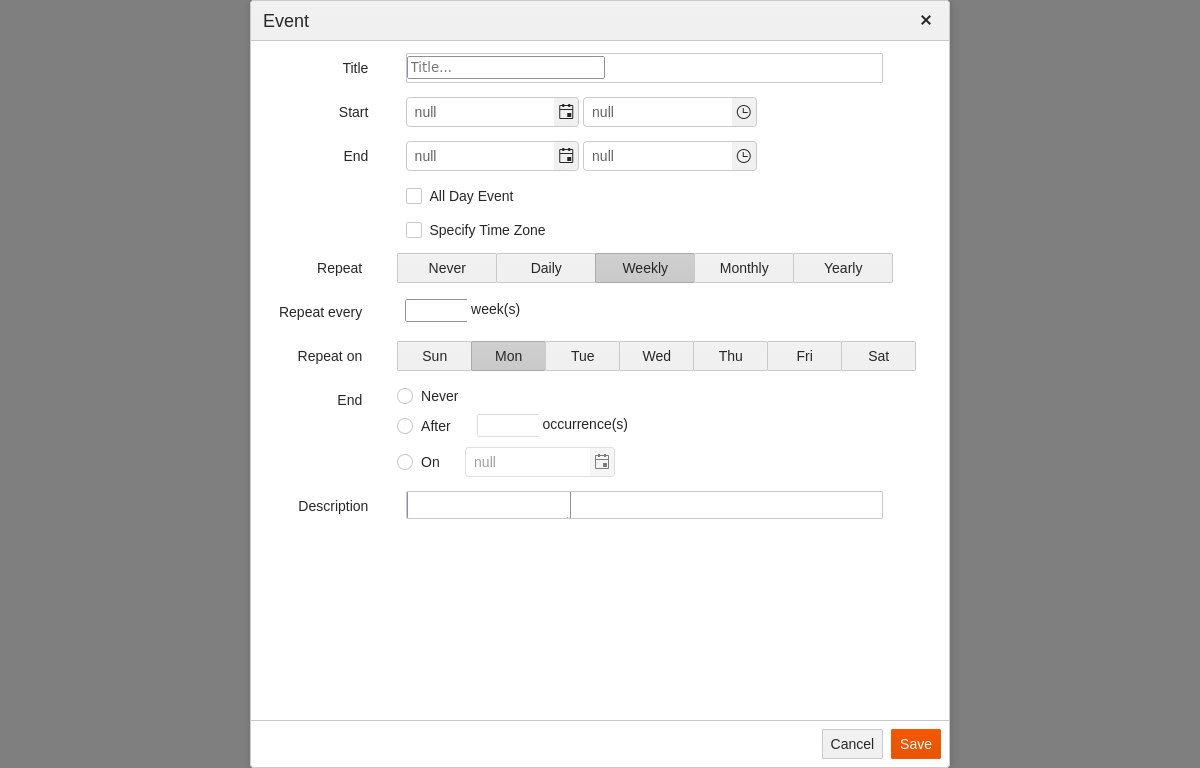 Event ×
Title Title...
Start null null
End null null
All Day Event
Specify Time Zone
Repeat Never Daily Weekly Monthly Yearly
Repeat every week(s)
Repeat on Sun Mon Tue Wed Thu Fri Sat
End Never
After occurrence(s)
On null
Description
Cancel Save